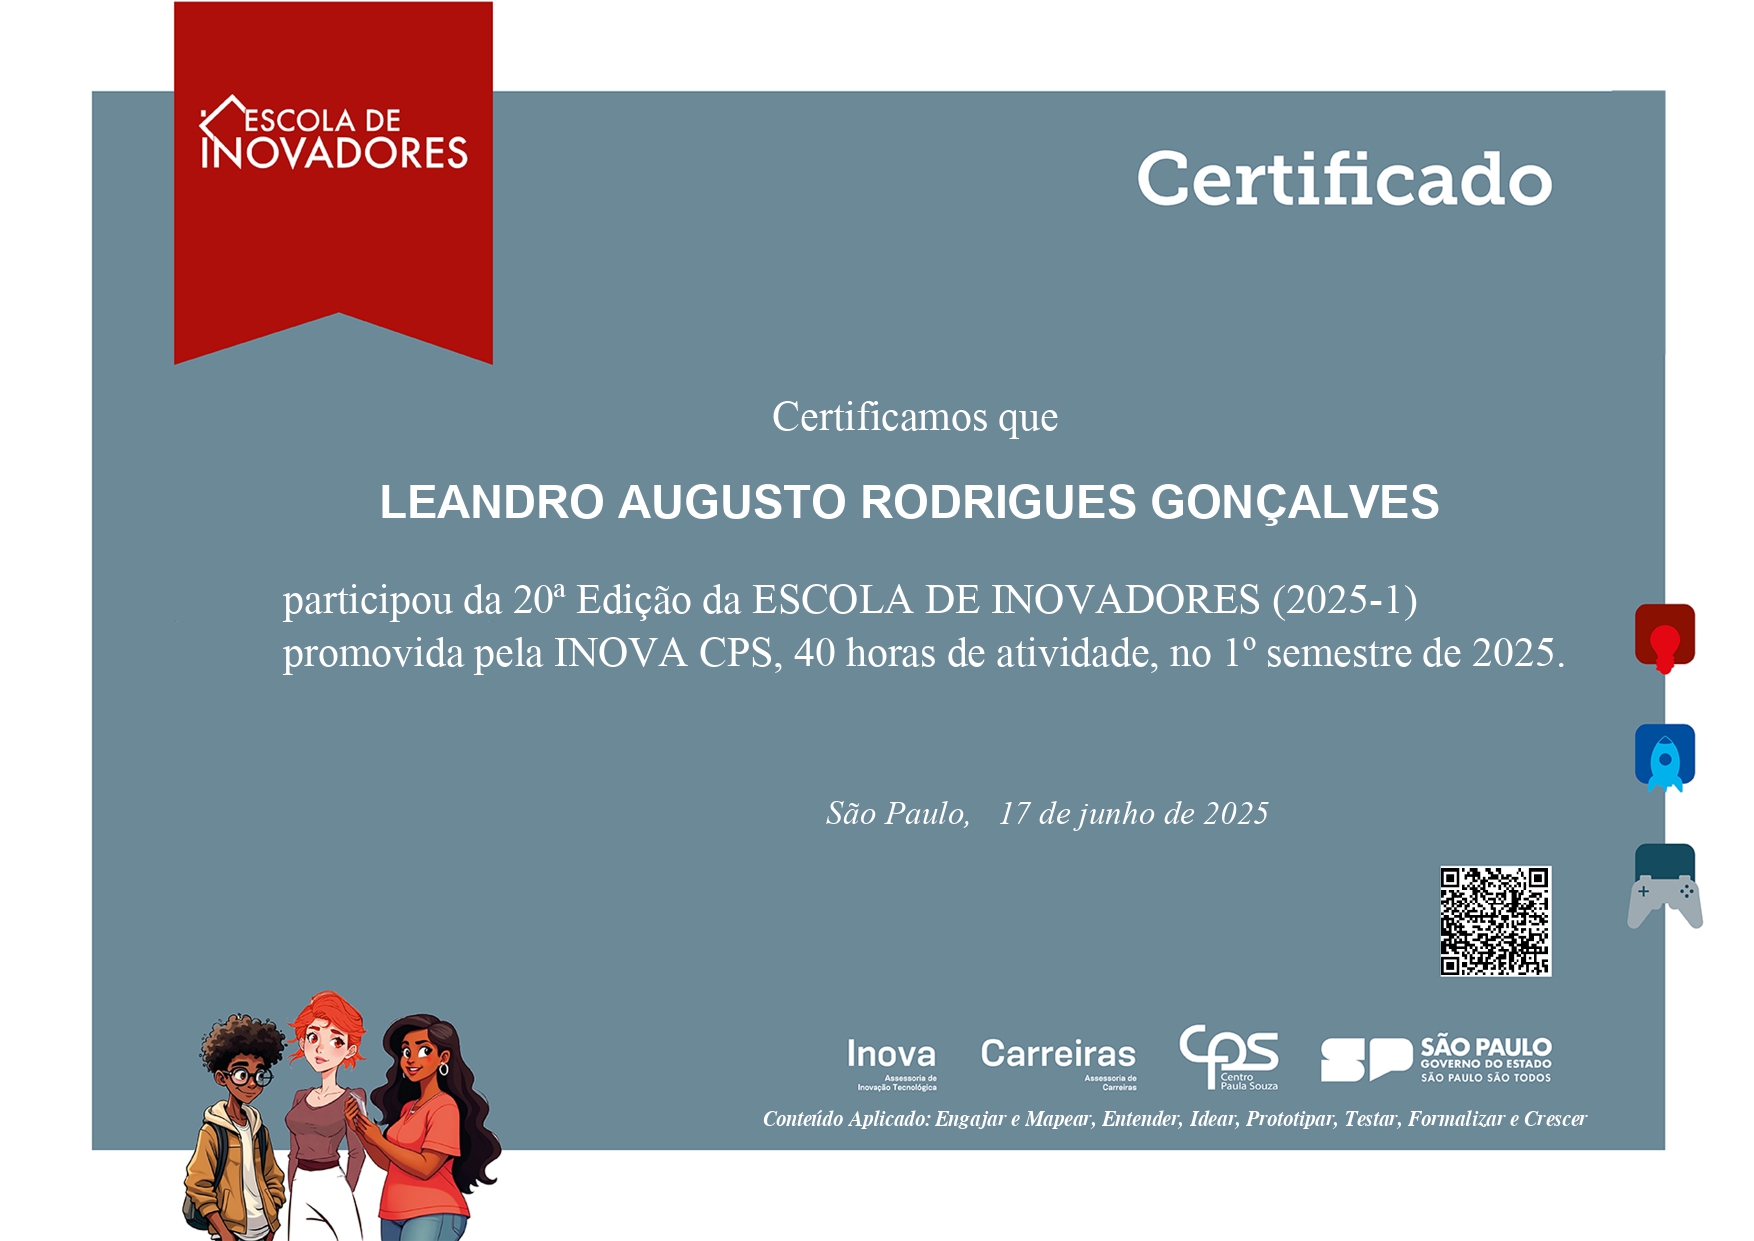 ESCOLA DE
INOVADORES
Certificado
Certificamos que
LEANDRO AUGUSTO RODRIGUES GONÇALVES
participou da 20ª Edição da ESCOLA DE INOVADORES (2025-1)
promovida pela INOVA CPS, 40 horas de atividade, no 1º semestre de 2025.
São Paulo, 17 de junho de 2025
Inova
Assessoria de
Inovação Tecnológica
Carreiras
Assessoria de
Carreiras
CPS
Centro
Paula Souza
SP
SÃO PAULO
GOVERNO DO ESTADO
SÃO PAULO SÃO TODOS
Conteúdo Aplicado: Engajar e Mapear, Entender, Idear, Prototipar, Testar, Formalizar e Crescer